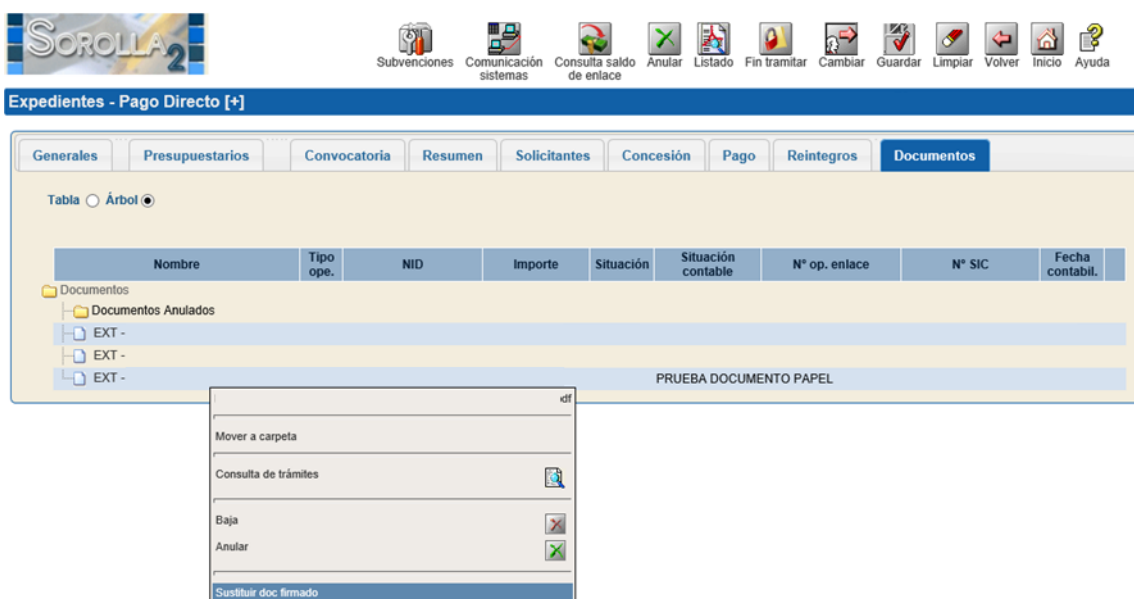 SOROLLA2
Subvenciones Comunicación sistemas Consulta saldo de enlace Anular Listado Fin tramitar Cambiar Guardar Limpiar Volver Inicio Ayuda
Expedientes - Pago Directo [+]
Generales Presupuestarios Convocatoria Resumen Solicitantes Concesión Pago Reintegros Documentos
Tabla Árbol
Nombre Tipo ope. NID Importe Situación Situación contable Nº op. enlace Nº SIC Fecha contabil.
Documentos
Documentos Anulados
EXT -
EXT -
EXT - PRUEBA DOCUMENTO PAPEL
df
Mover a carpeta
Consulta de trámites
Baja
Anular
Sustituir doc firmado